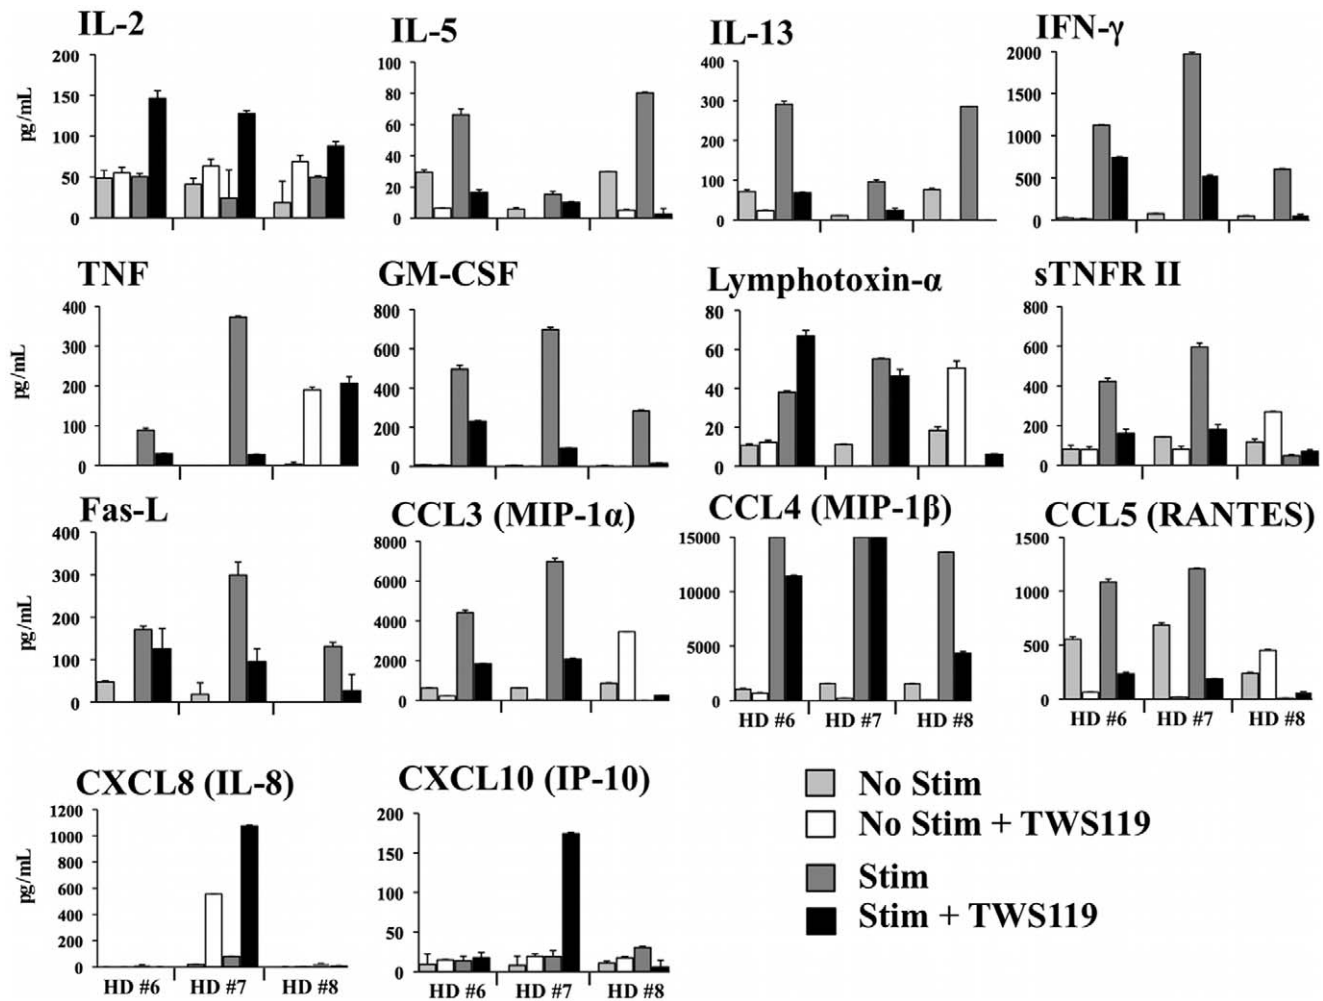 IL-2 IL-5 IL-13 IFN-γ
200 100 400 2000
150 80 300 1500
100 60 200 1000
50 40 100 500
0 20 0 0
0
pg/mL
TNF GM-CSF Lymphotoxin-α sTNFR II
400 800 80 800
300 600 60 600
200 400 40 400
100 200 20 200
0 0 0 0
pg/mL
Fas-L CCL3 (MIP-1α) CCL4 (MIP-1β) CCL5 (RANTES)
400 8000 15000 1500
300 6000 10000 1000
200 4000 5000 500
100 2000 0 0
0 0
pg/mL
HD #6 HD #7 HD #8 HD #6 HD #7 HD #8
CXCL8 (IL-8) CXCL10 (IP-10)
1200 200
1000 150
800 100
600 50
400 0
200
0
pg/mL
HD #6 HD #7 HD #8 HD #6 HD #7 HD #8
No Stim
No Stim + TWS119
Stim
Stim + TWS119